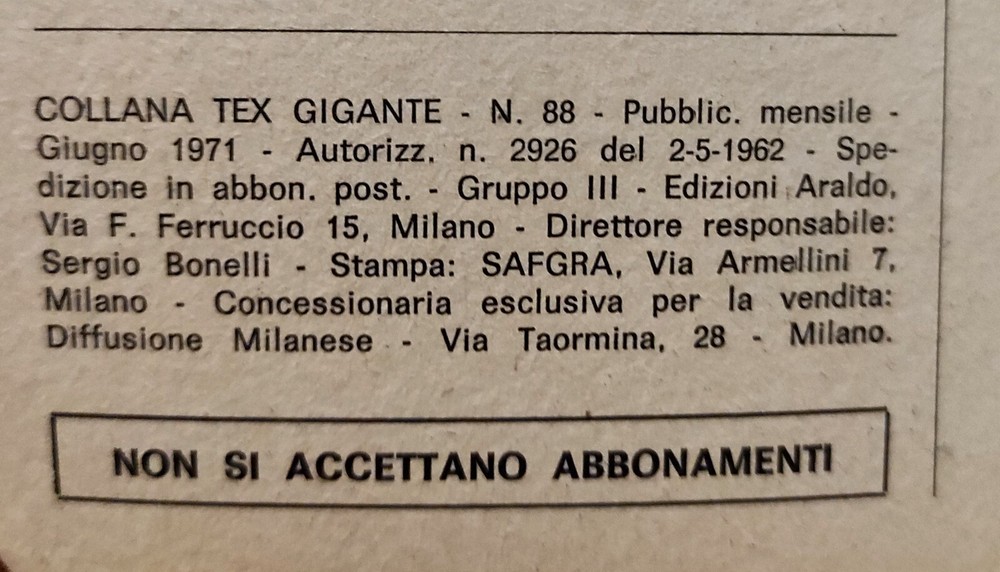 COLLANA TEX GIGANTE - N. 88 - Pubblic. mensile -
Giugno 1971 - Autorizz. n. 2926 del 2-5-1962 - Spe-
dizione in abbon. post. - Gruppo III - Edizioni Araldo,
Via F. Ferruccio 15, Milano - Direttore responsabile:
Sergio Bonelli - Stampa: SAFGRA, Via Armellini 7,
Milano - Concessionaria esclusiva per la vendita:
Diffusione Milanese - Via Taormina, 28 - Milano.
NON SI ACCETTANO ABBONAMENTI